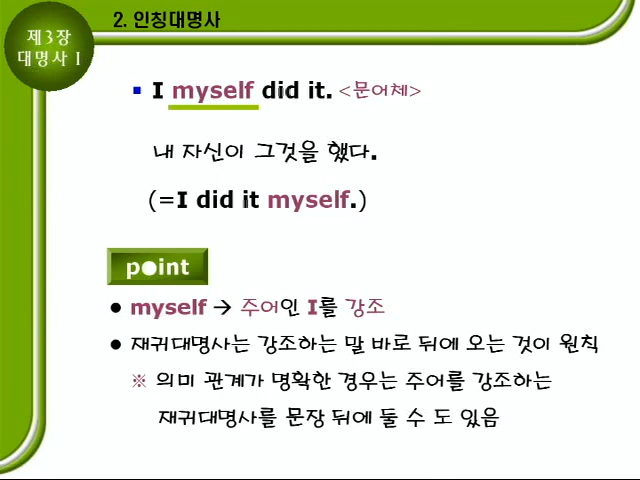 2. 인칭대명사
제3장
대명사 I
▪ I myself did it. <문어체>
내 자신이 그것을 했다.
(=I did it myself.)
point
● myself → 주어인 I를 강조
● 재귀대명사는 강조하는 말 바로 뒤에 오는 것이 원칙
※ 의미 관계가 명확한 경우는 주어를 강조하는
재귀대명사를 문장 뒤에 둘 수 도 있음